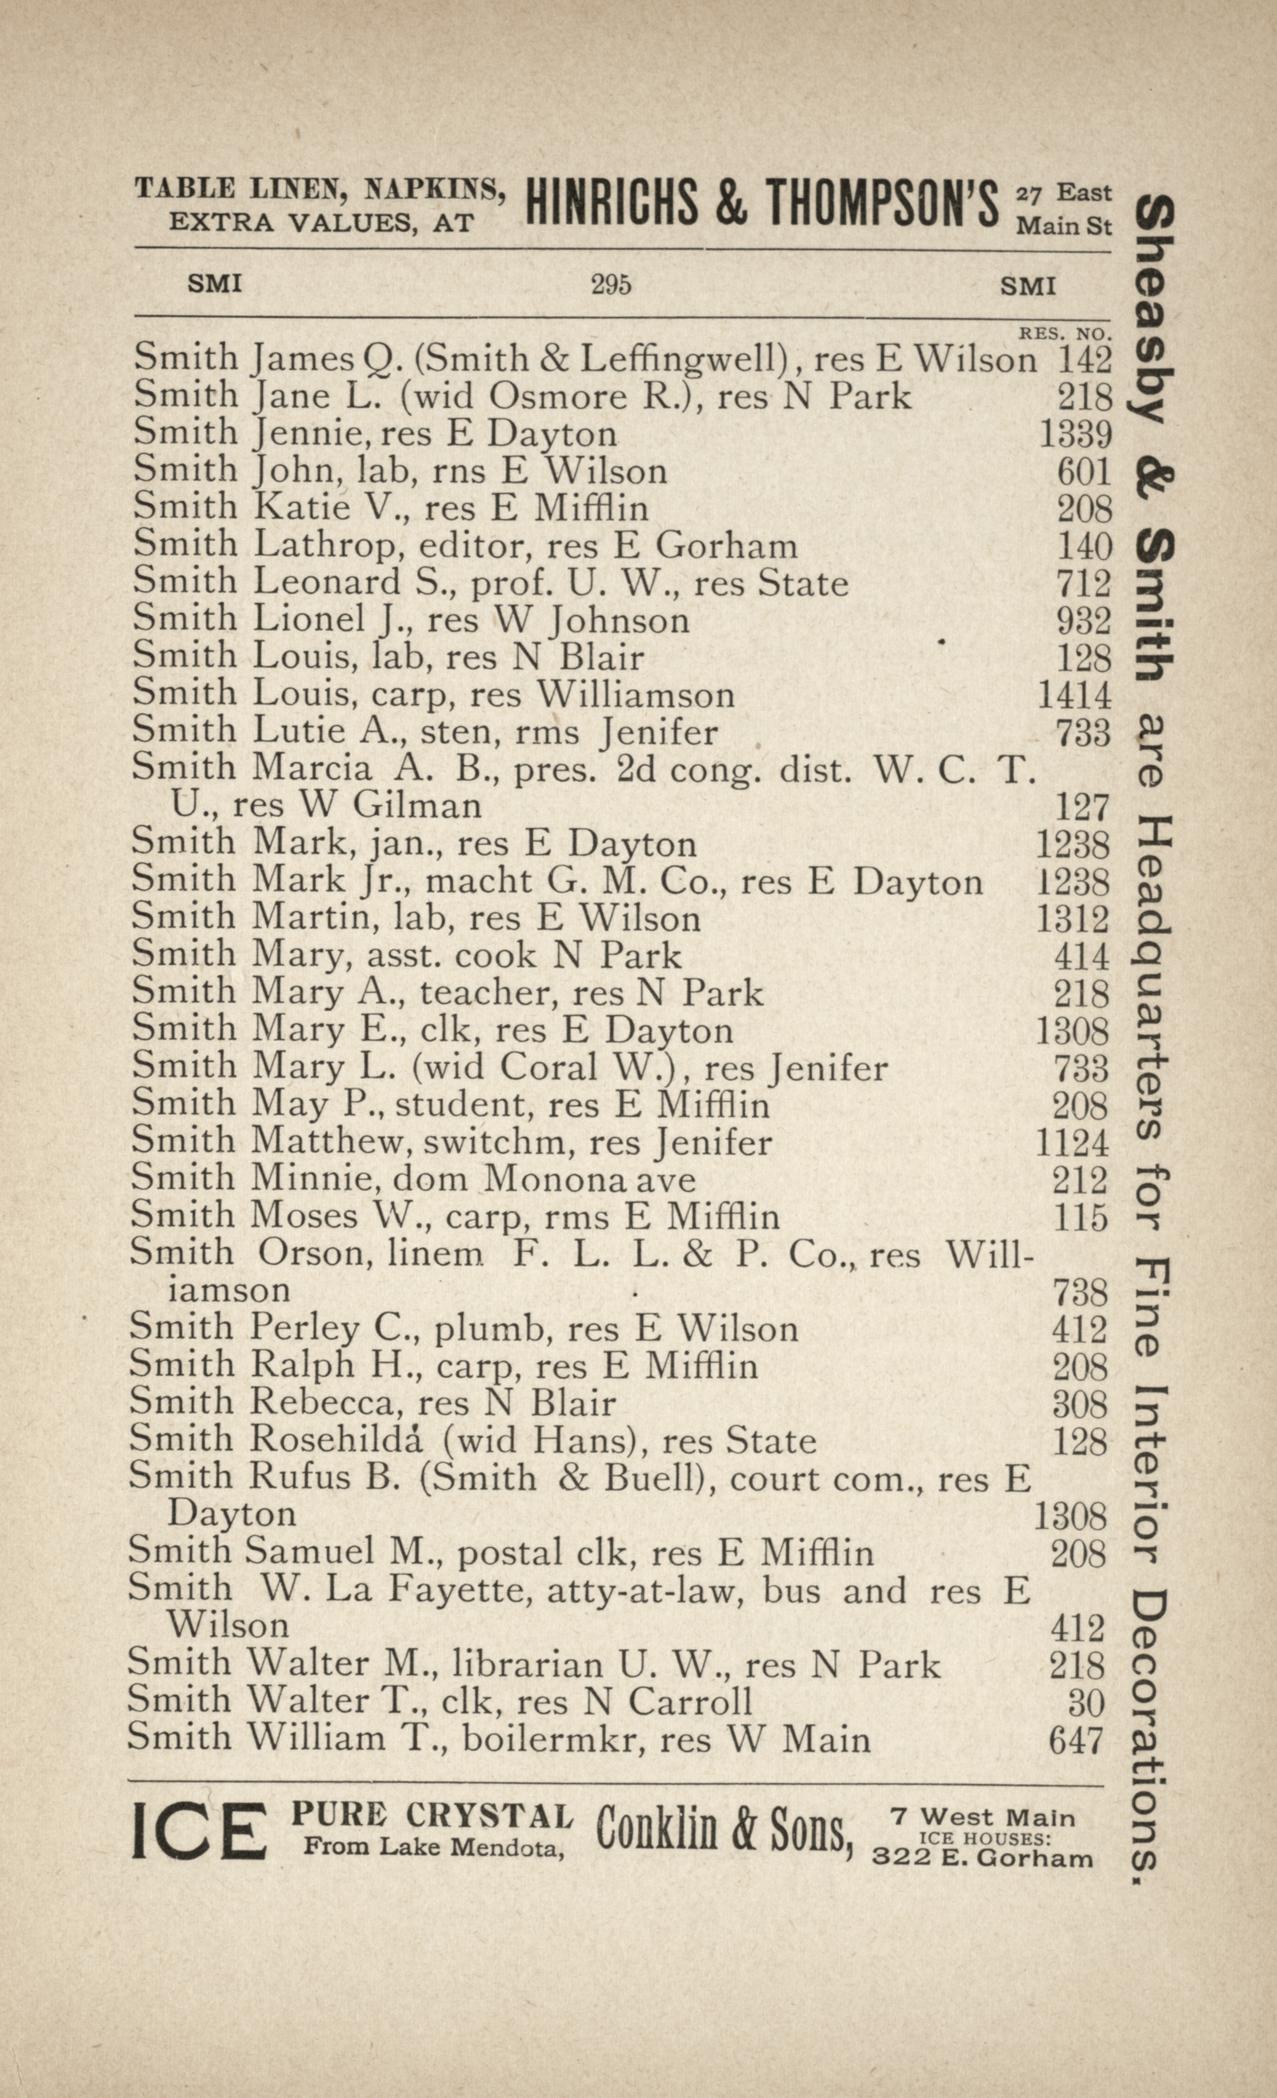 TABLE LINEN, NAPKINS, EXTRA VALUES, AT HINRICHS & THOMPSON'S 27 East Main St
SMI 295 SMI
RES. NO.
Smith James Q. (Smith & Leffingwell), res E Wilson 142
Smith Jane L. (wid Osmore R.), res N Park 218
Smith Jennie, res E Dayton 1339
Smith John, lab, rns E Wilson 601
Smith Katie V., res E Mifflin 208
Smith Lathrop, editor, res E Gorham 140
Smith Leonard S., prof. U. W., res State 712
Smith Lionel J., res W Johnson 932
Smith Louis, lab, res N Blair 128
Smith Louis, carp, res Williamson 1414
Smith Lutie A., sten, rms Jenifer 733
Smith Marcia A. B., pres. 2d cong. dist. W. C. T.
U., res W Gilman 127
Smith Mark, jan., res E Dayton 1238
Smith Mark Jr., macht G. M. Co., res E Dayton 1238
Smith Martin, lab, res E Wilson 1312
Smith Mary, asst. cook N Park 414
Smith Mary A., teacher, res N Park 218
Smith Mary E., clk, res E Dayton 1308
Smith Mary L. (wid Coral W.), res Jenifer 733
Smith May P., student, res E Mifflin 208
Smith Matthew, switchm, res Jenifer 1124
Smith Minnie, dom Monona ave 212
Smith Moses W., carp, rms E Mifflin 115
Smith Orson, linem F. L. L. & P. Co., res Will-
iamson 738
Smith Perley C., plumb, res E Wilson 412
Smith Ralph H., carp, res E Mifflin 208
Smith Rebecca, res N Blair 308
Smith Rosehilda (wid Hans), res State 128
Smith Rufus B. (Smith & Buell), court com., res E
Dayton 1308
Smith Samuel M., postal clk, res E Mifflin 208
Smith W. La Fayette, atty-at-law, bus and res E
Wilson 412
Smith Walter M., librarian U. W., res N Park 218
Smith Walter T., clk, res N Carroll 30
Smith William T., boilermkr, res W Main 647
ICE PURE CRYSTAL From Lake Mendota, Conklin & Sons, 7 West Main ICE HOUSES: 322 E. Gorham
Sheasby & Smith are Headquarters for Fine Interior Decorations.